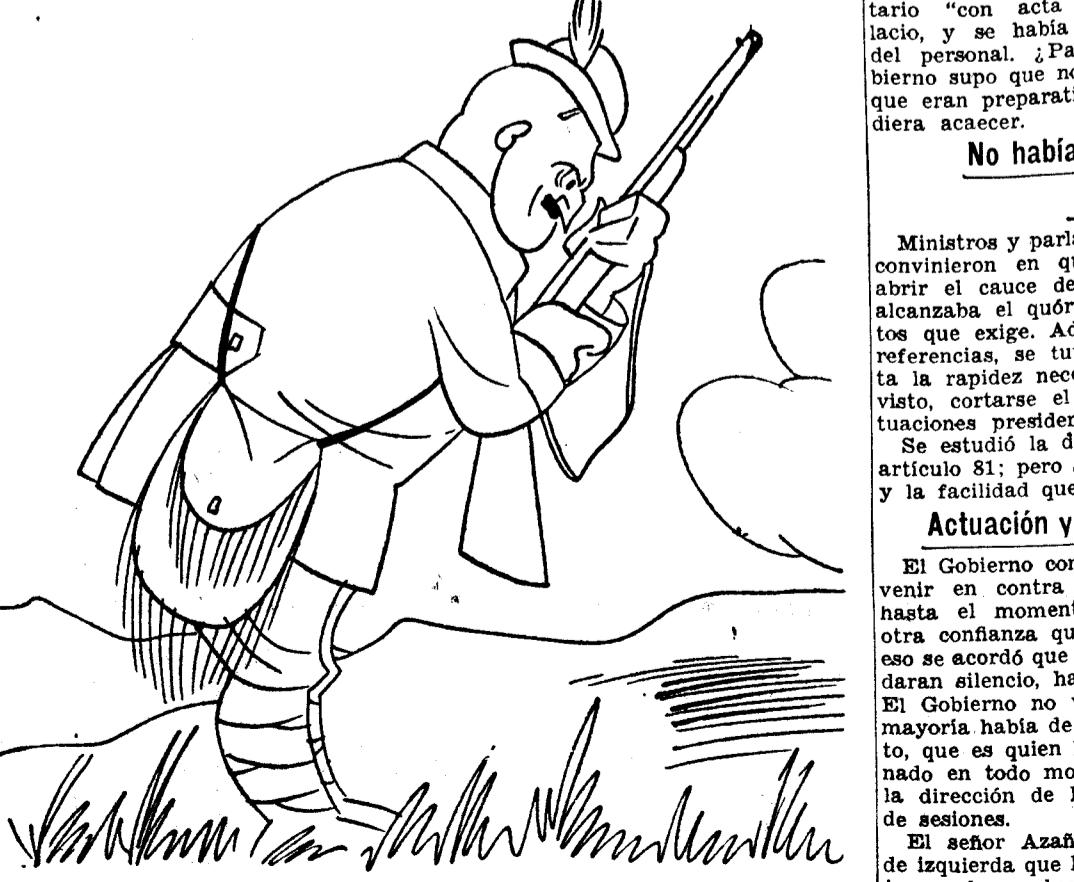 tario "con acta
lacio, y se había
del personal. ¿Pa
bierno supo que no
que eran preparati
diera acaecer.
No había
Ministros y parla
convinieron en qu
abrir el cauce de
alcanzaba el quór
tos que exige. Ad
referencias, se tu
ta la rapidez nece
visto, cortarse el
tuaciones presiden
Se estudió la d
artículo 81; pero
y la facilidad que
Actuación y
El Gobierno con
venir en contra
hasta el moment
otra confianza qu
eso se acordó que
daran silencio, ha
El Gobierno no
mayoría había de
to, que es quien
nado en todo mo
la dirección de
de sesiones.
El señor Azañ
de izquierda que